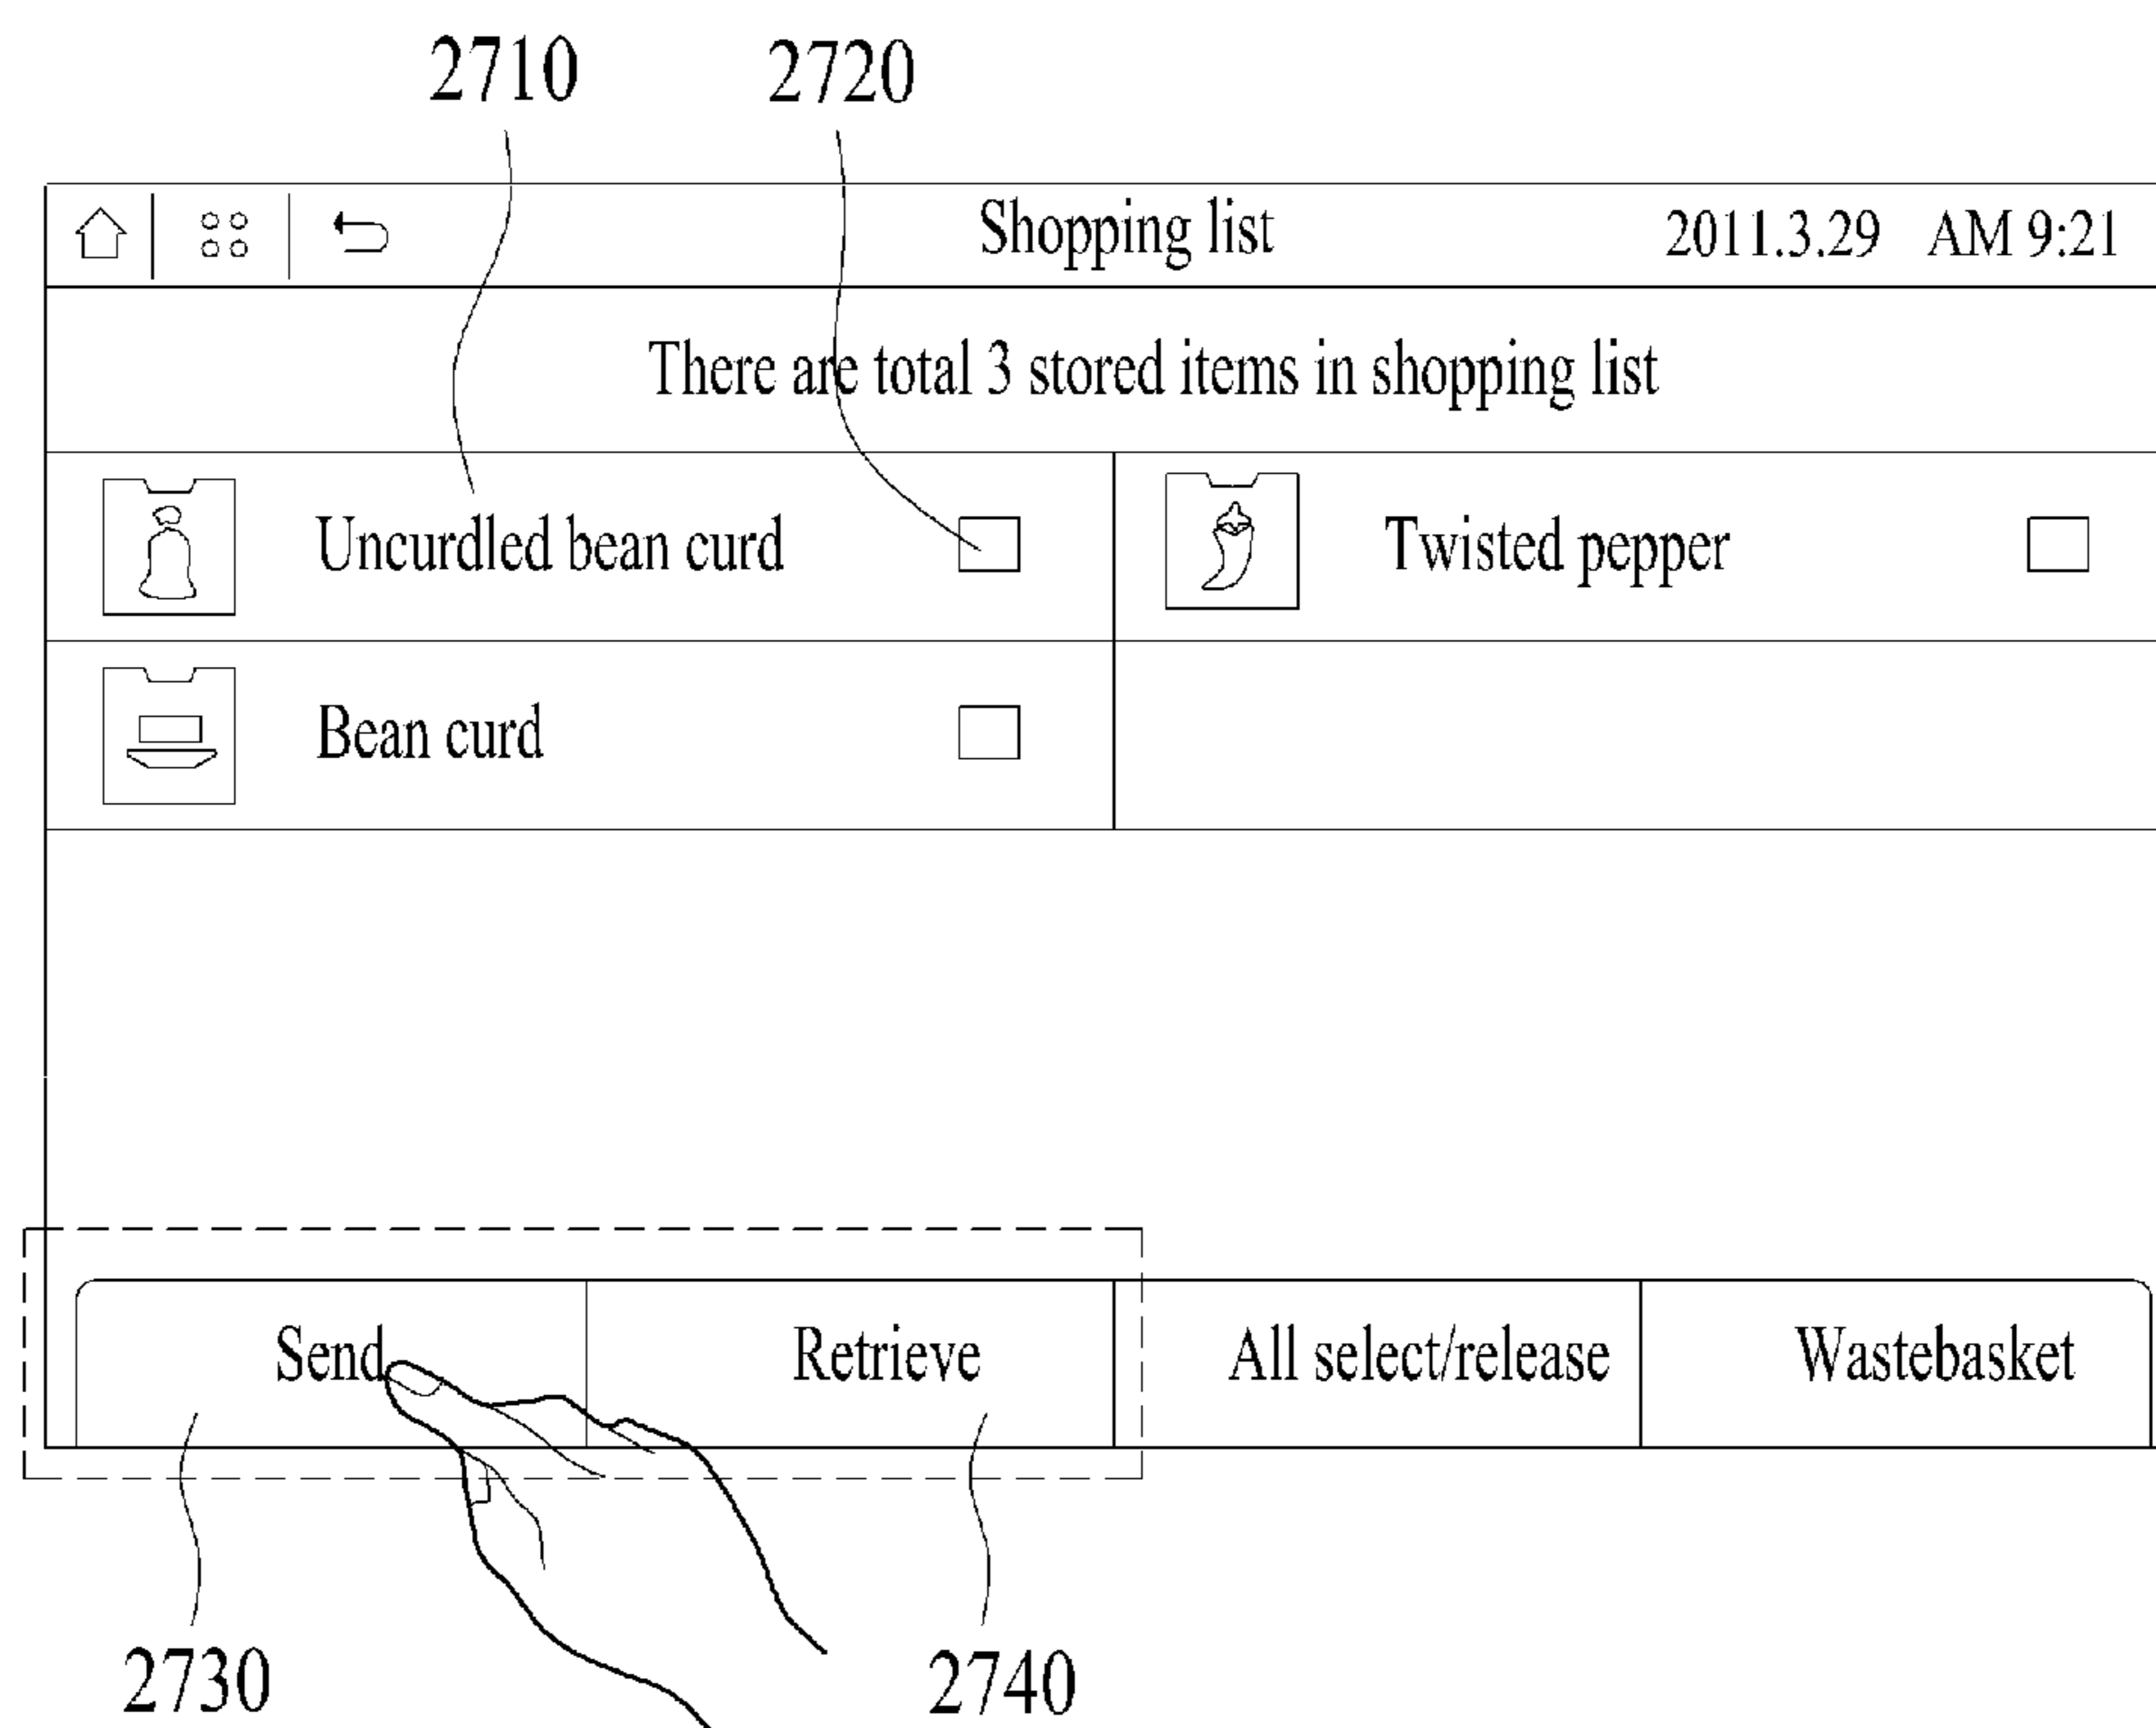 2710 2720
Shopping list 2011.3.29 AM 9:21
There are total 3 stored items in shopping list
Uncurdled bean curd Twisted pepper
Bean curd
Send Retrieve All select/release Wastebasket
2730 2740